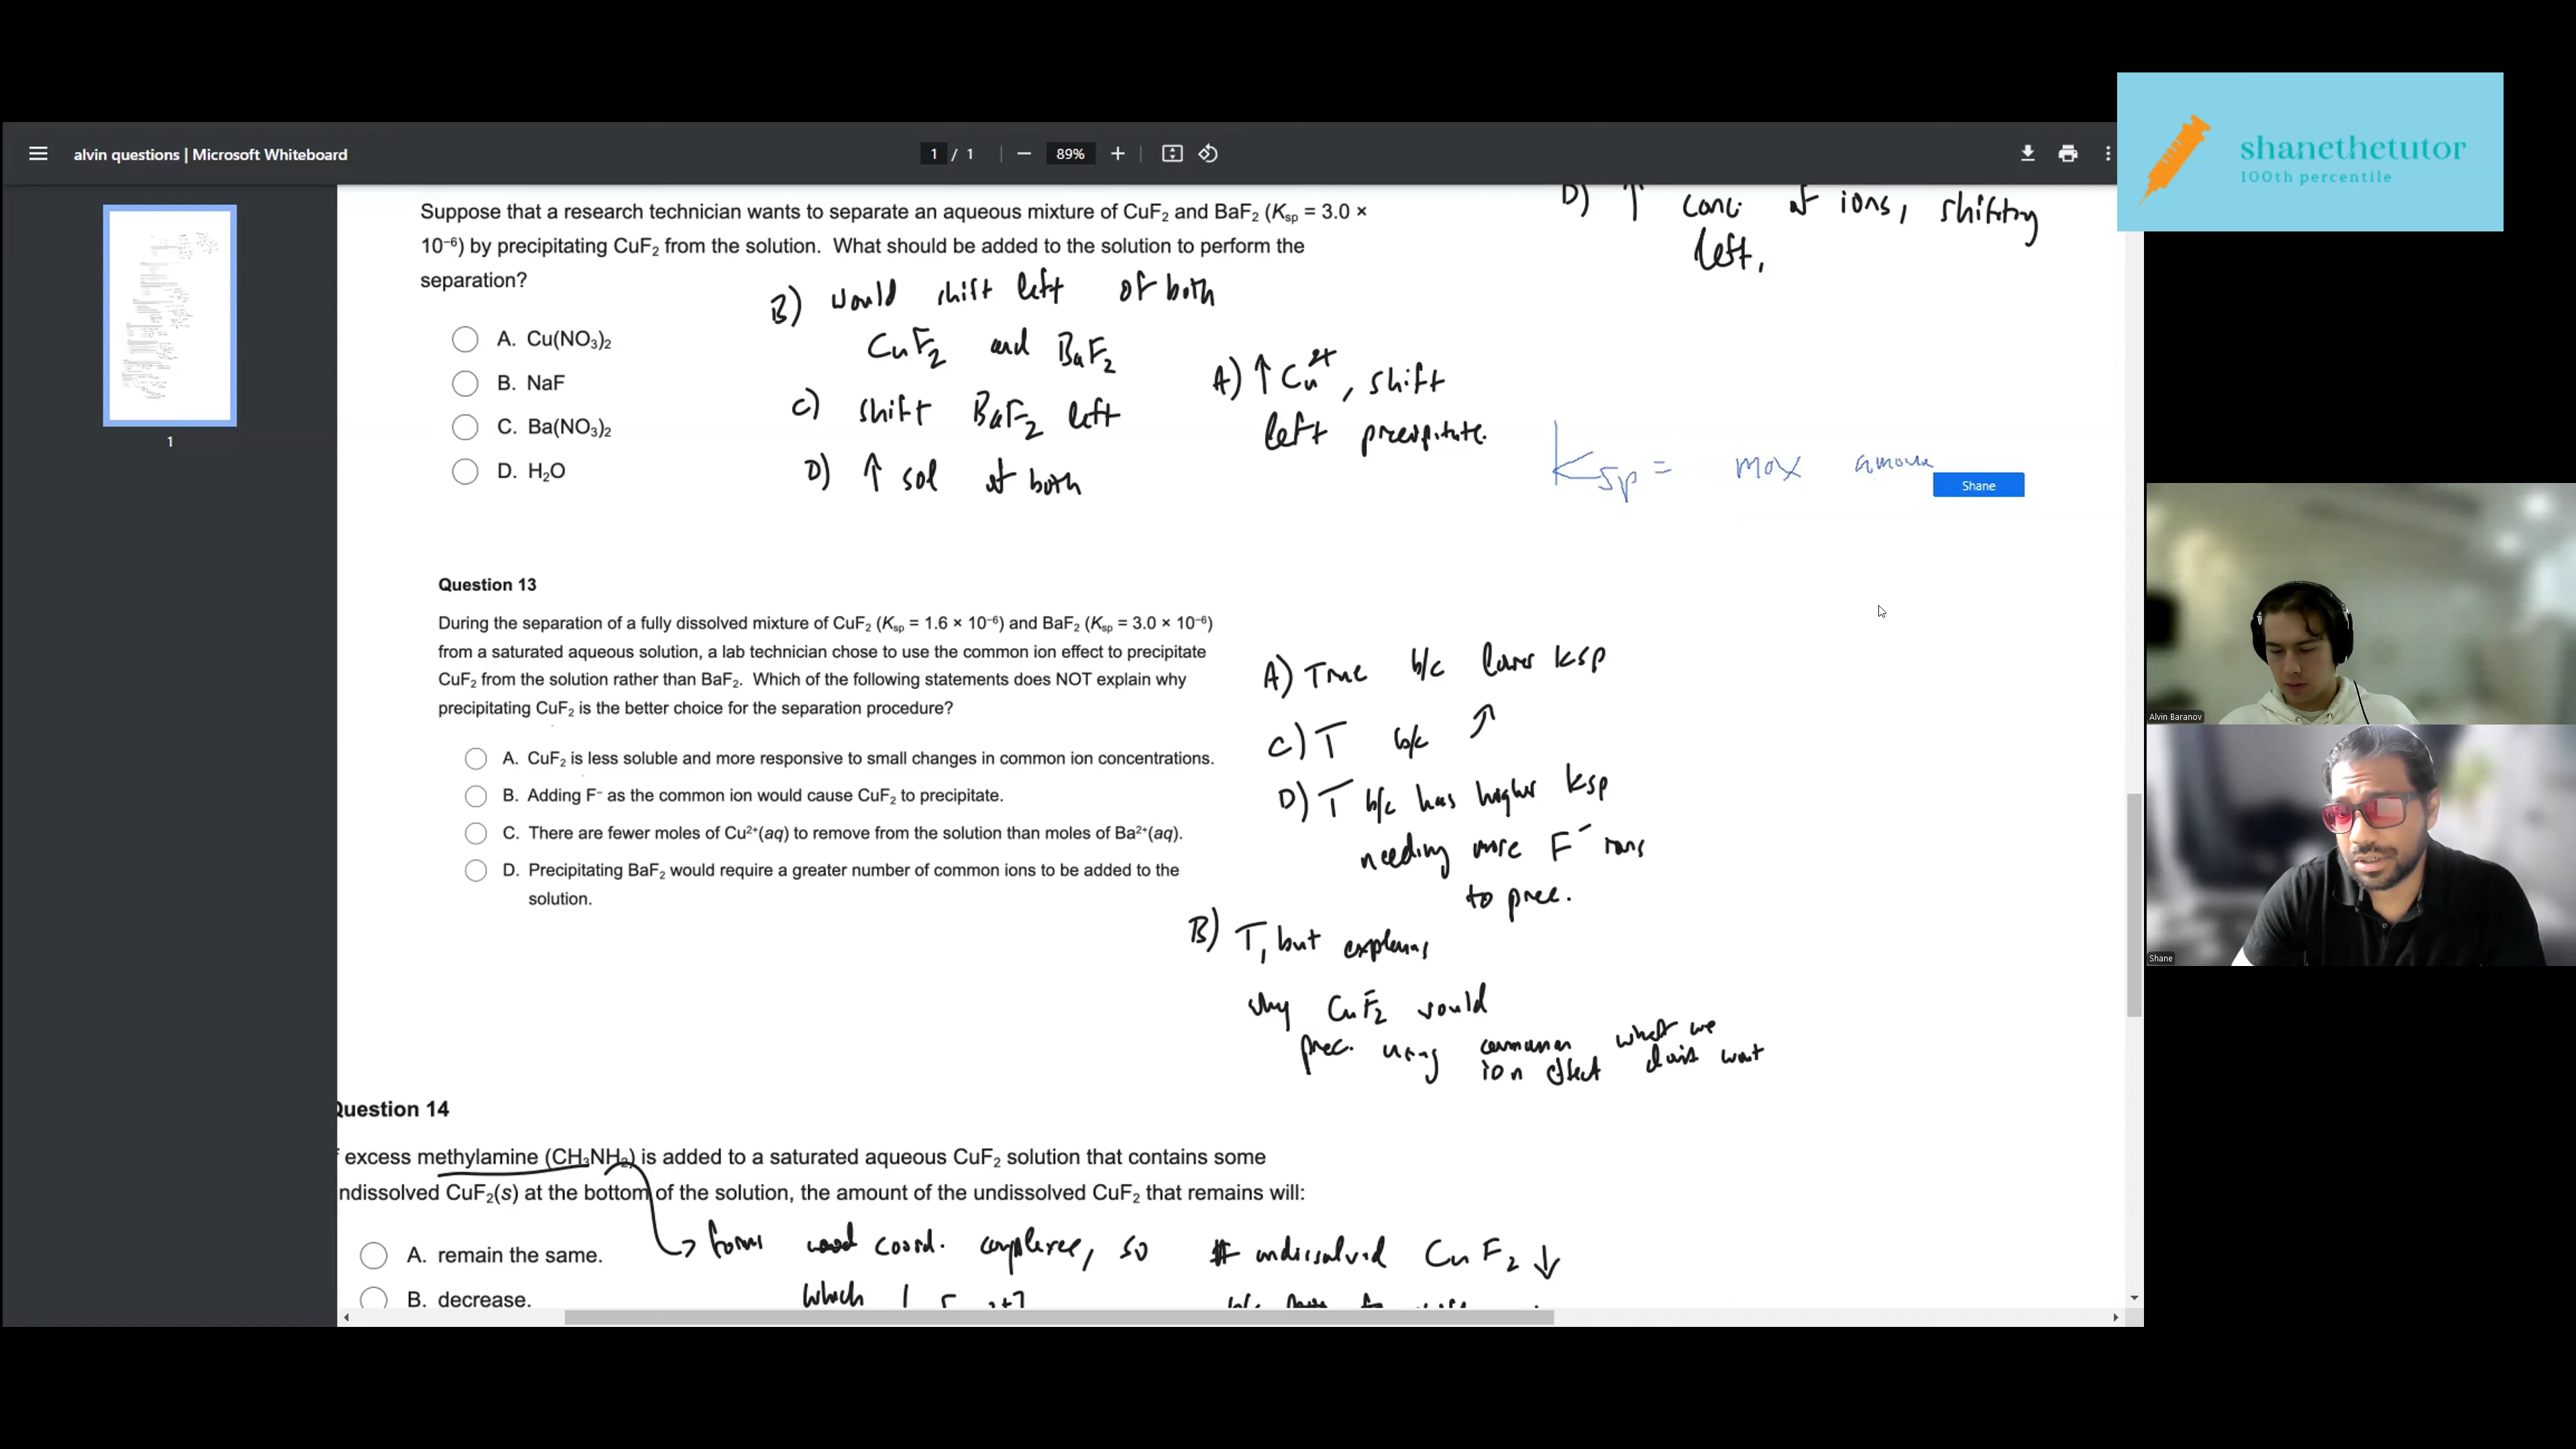 alvin questions | Microsoft Whiteboard
1 / 1
89%
shanethetutor
100th percentile
1
Suppose that a research technician wants to separate an aqueous mixture of CuF₂ and BaF₂ (Ksp = 3.0 ×
10⁻⁶) by precipitating CuF₂ from the solution. What should be added to the solution to perform the
separation?
A. Cu(NO₃)₂
B. NaF
C. Ba(NO₃)₂
D. H₂O
D) ↑ conc. of ions, shifting
left,
B) would shift left of both
CuF₂ and BaF₂
C) shift BaF₂ left
D) ↑ sol of both
A) ↑ Cu²⁺, shift
left precipitate.
Ksp = max amou
Shane
Question 13
During the separation of a fully dissolved mixture of CuF₂ (Ksp = 1.6 × 10⁻⁶) and BaF₂ (Ksp = 3.0 × 10⁻⁶)
from a saturated aqueous solution, a lab technician chose to use the common ion effect to precipitate
CuF₂ from the solution rather than BaF₂. Which of the following statements does NOT explain why
precipitating CuF₂ is the better choice for the separation procedure?
A. CuF₂ is less soluble and more responsive to small changes in common ion concentrations.
B. Adding F⁻ as the common ion would cause CuF₂ to precipitate.
C. There are fewer moles of Cu²⁺(aq) to remove from the solution than moles of Ba²⁺(aq).
D. Precipitating BaF₂ would require a greater number of common ions to be added to the
solution.
A) True b/c lower ksp
C) T b/c ↑
D) T b/c has higher ksp
needing more F⁻ ions
to prec.
B) T, but explains
why CuF₂ would
prec. using common
ion effect
what we
want
Alvin Baranov
Shane
Question 14
excess methylamine (CH₃NH₂) is added to a saturated aqueous CuF₂ solution that contains some
ndissolved CuF₂(s) at the bottom of the solution, the amount of the undissolved CuF₂ that remains will:
A. remain the same.
B. decrease.
→ forms coord. complexe, so
which
# undissolved CuF₂ ↓